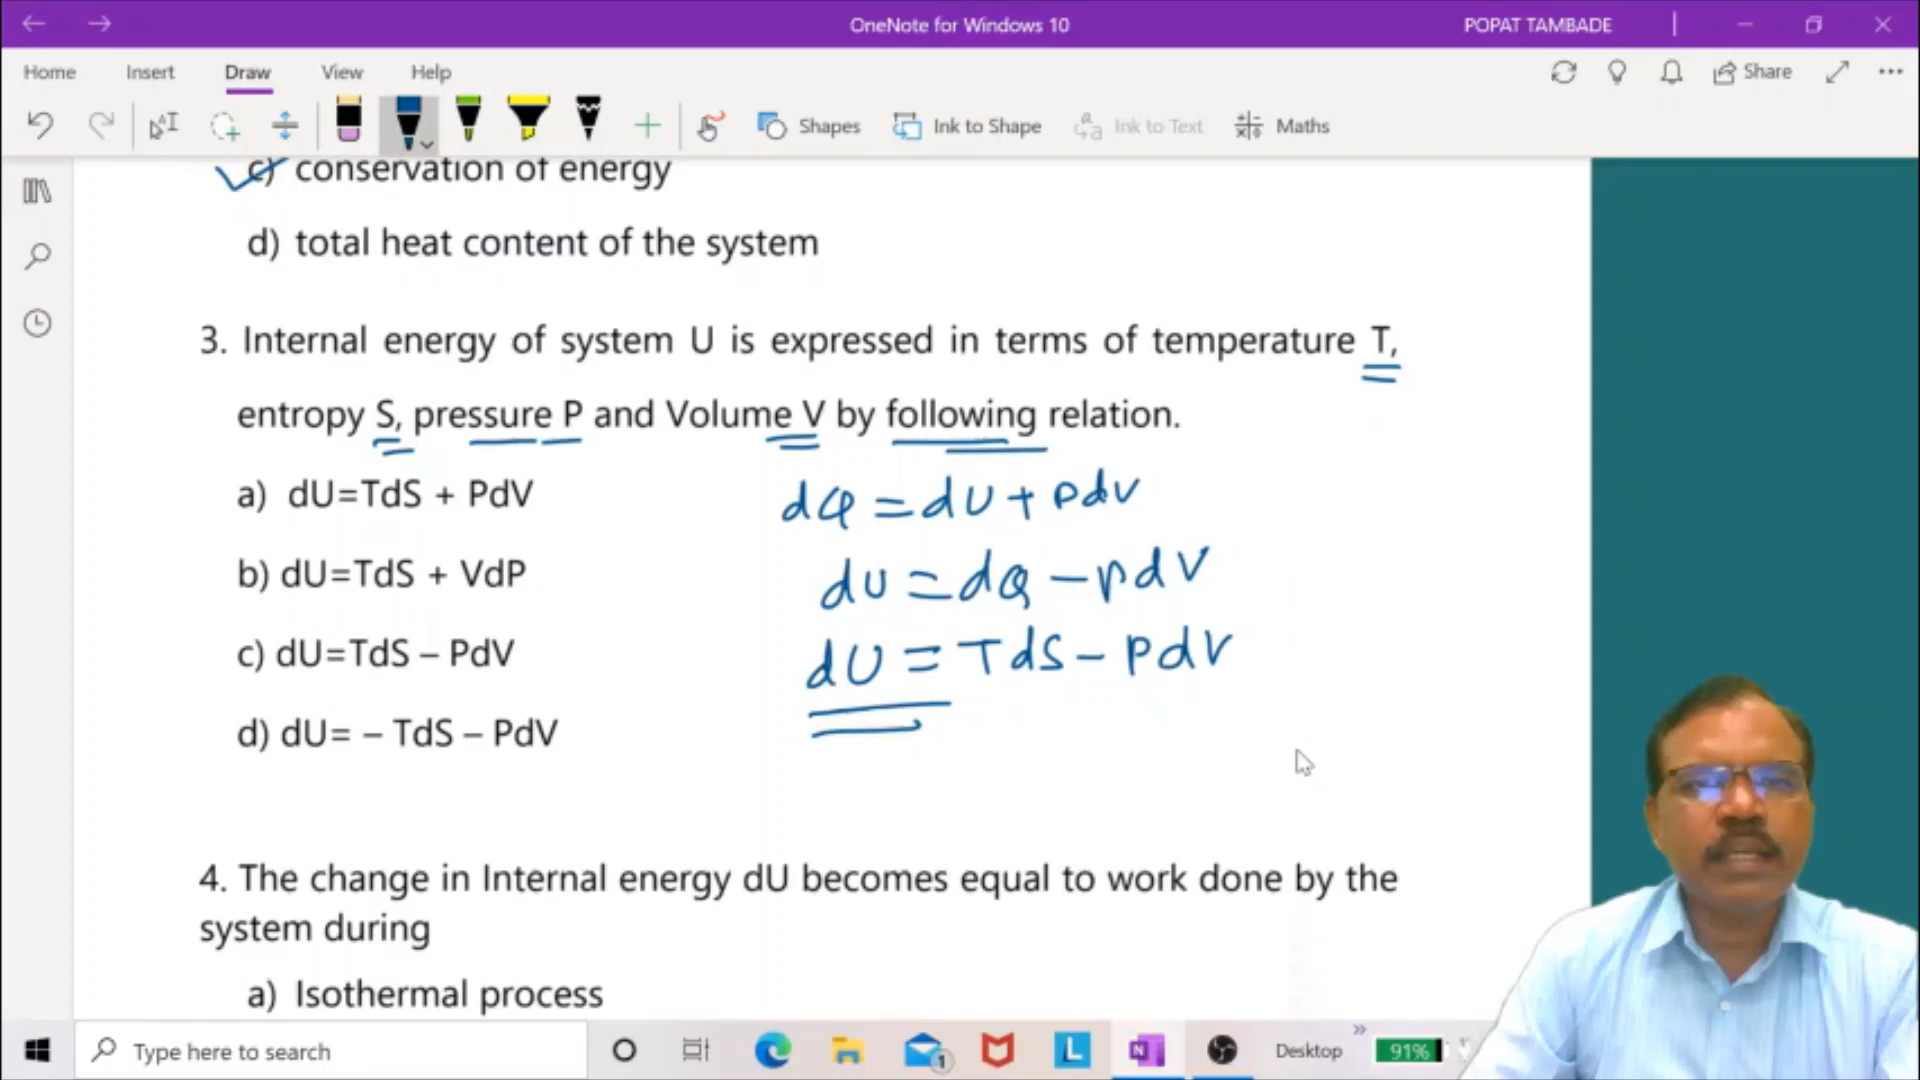 OneNote for Windows 10
POPAT TAMBADE
Home Insert Draw View Help
Share
Shapes Ink to Shape Ink to Text Maths
c) conservation of energy
d) total heat content of the system
3. Internal energy of system U is expressed in terms of temperature T,
entropy S, pressure P and Volume V by following relation.
a) dU=TdS + PdV
dQ = dU + PdV
b) dU=TdS + VdP
dU = dQ - PdV
c) dU=TdS – PdV
dU = TdS - PdV
d) dU= – TdS – PdV
4. The change in Internal energy dU becomes equal to work done by the
system during
a) Isothermal process
Type here to search
1
L
N
Desktop
91%